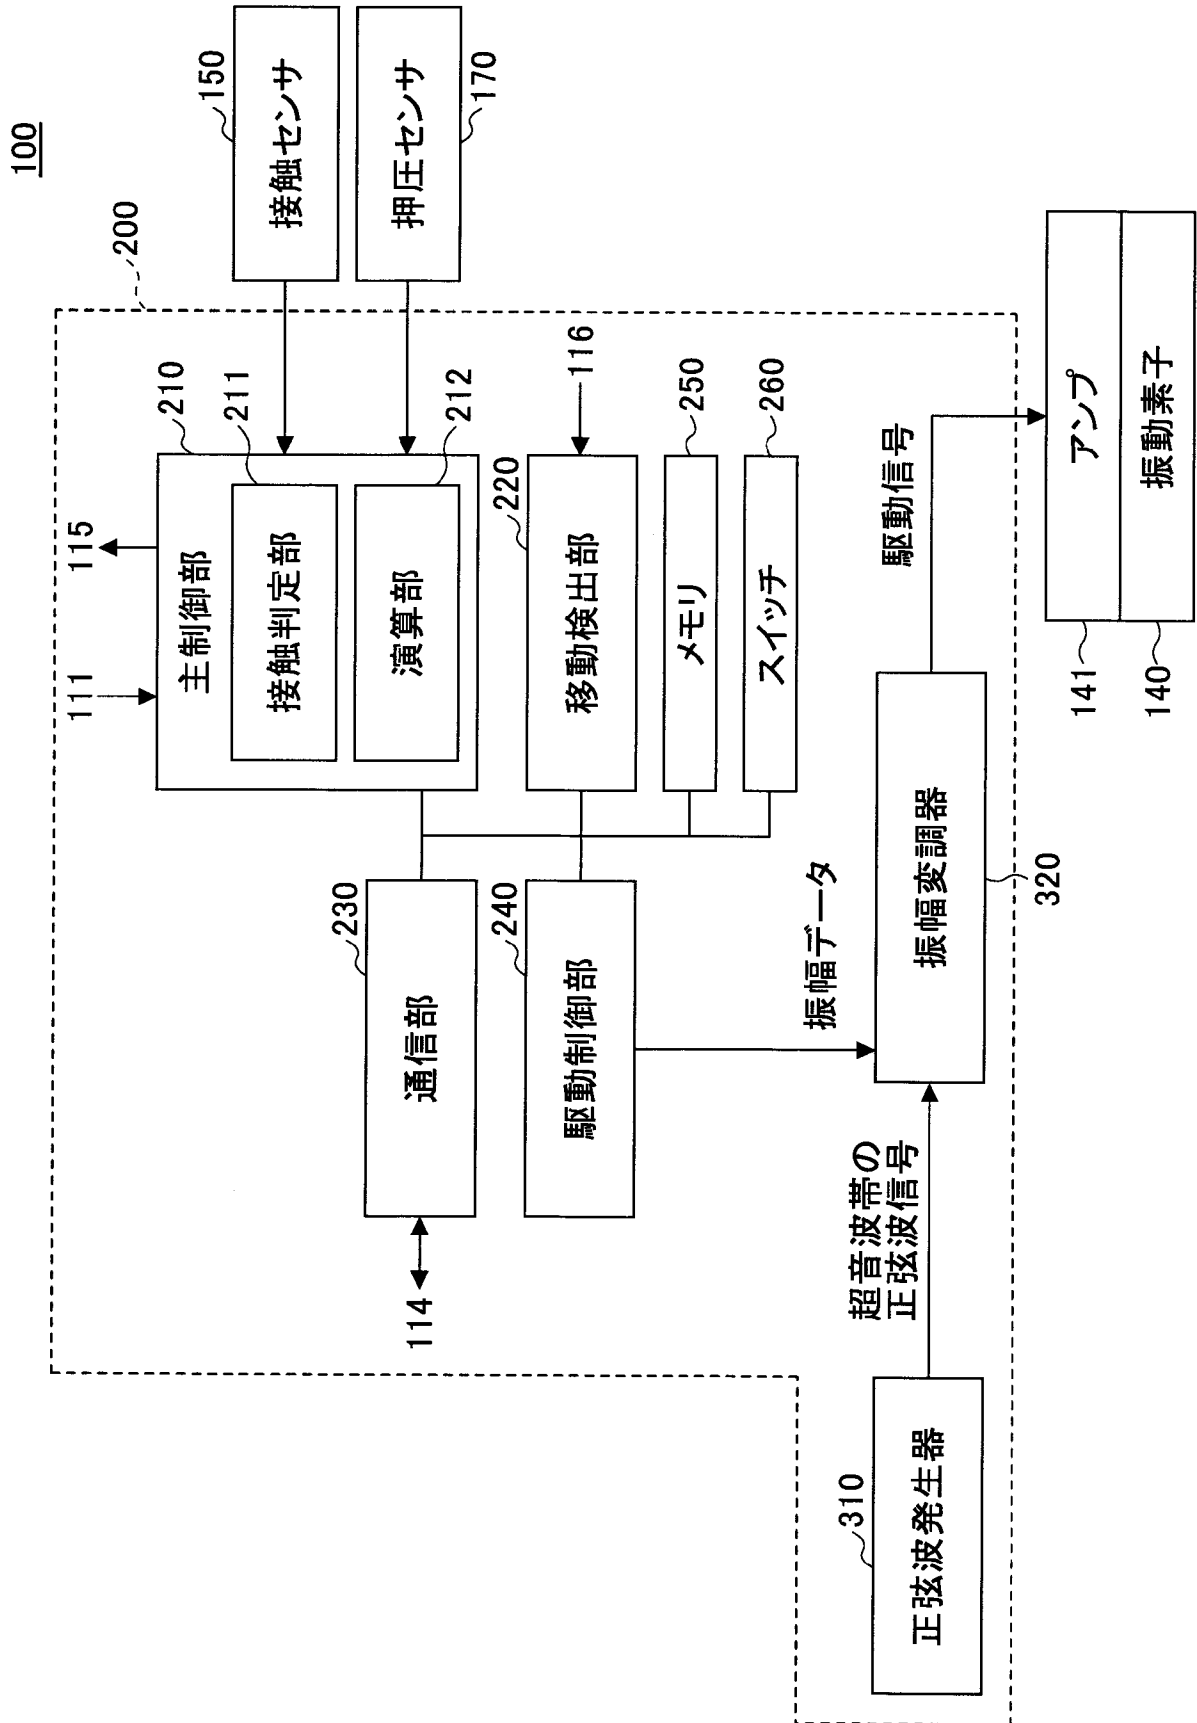 100
200
150
接触センサ
170
押圧センサ
111
115
210
主制御部
211
接触判定部
212
演算部
116
220
移動検出部
250
メモリ
260
スイッチ
230
通信部
114
240
駆動制御部
振幅データ
310
正弦波発生器
超音波帯の
正弦波信号
320
振幅変調器
駆動信号
141
アンプ
140
振動素子